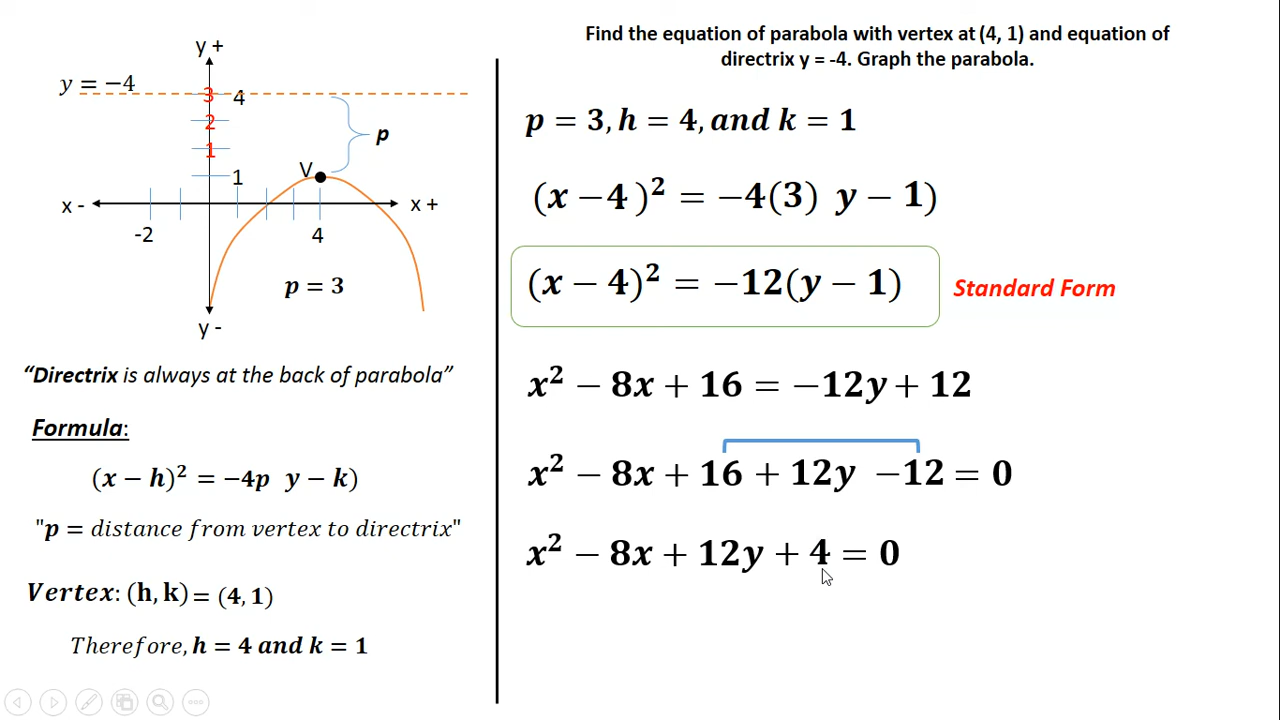 y +
y = −4
3
4
2
p
1
V
1
x -
x +
-2
4
p = 3
y -
“Directrix is always at the back of parabola”
Formula:
(x − h)² = −4p y − k)
"p = distance from vertex to directrix"
Vertex: (h, k) = (4, 1)
Therefore, h = 4 and k = 1
Find the equation of parabola with vertex at (4, 1) and equation of
directrix y = -4. Graph the parabola.
p = 3, h = 4, and k = 1
(x −4 )² = −4(3) y − 1)
(x − 4)² = −12(y − 1)
Standard Form
x² − 8x + 16 = −12y + 12
x² − 8x + 16 + 12y −12 = 0
x² − 8x + 12y + 4 = 0